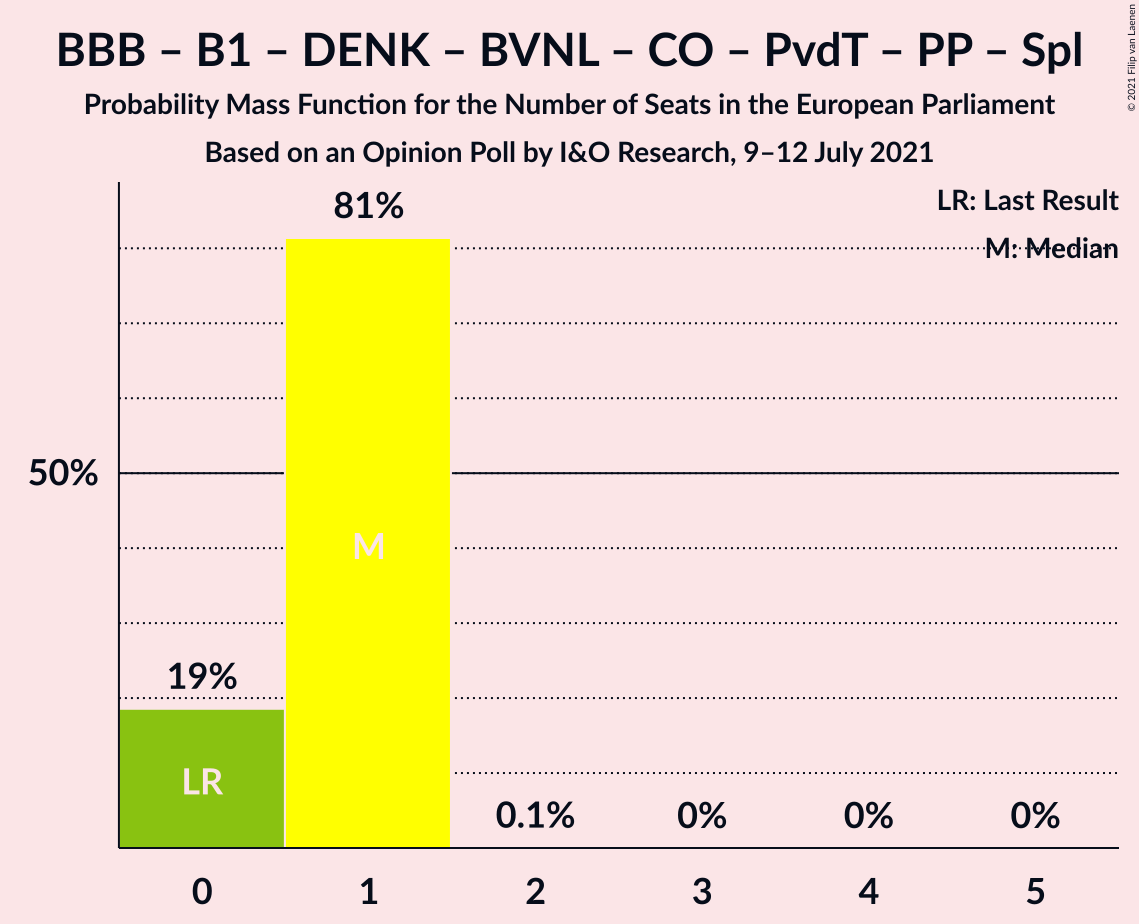 BBB – B1 – DENK – BVNL – CO – PvdT – PP – Spl
Probability Mass Function for the Number of Seats in the European Parliament
Based on an Opinion Poll by I&O Research, 9–12 July 2021
© 2021 Filip van Laenen
LR: Last Result
M: Median
81%
50%
M
19%
LR
0.1%
0%
0%
0%
0
1
2
3
4
5